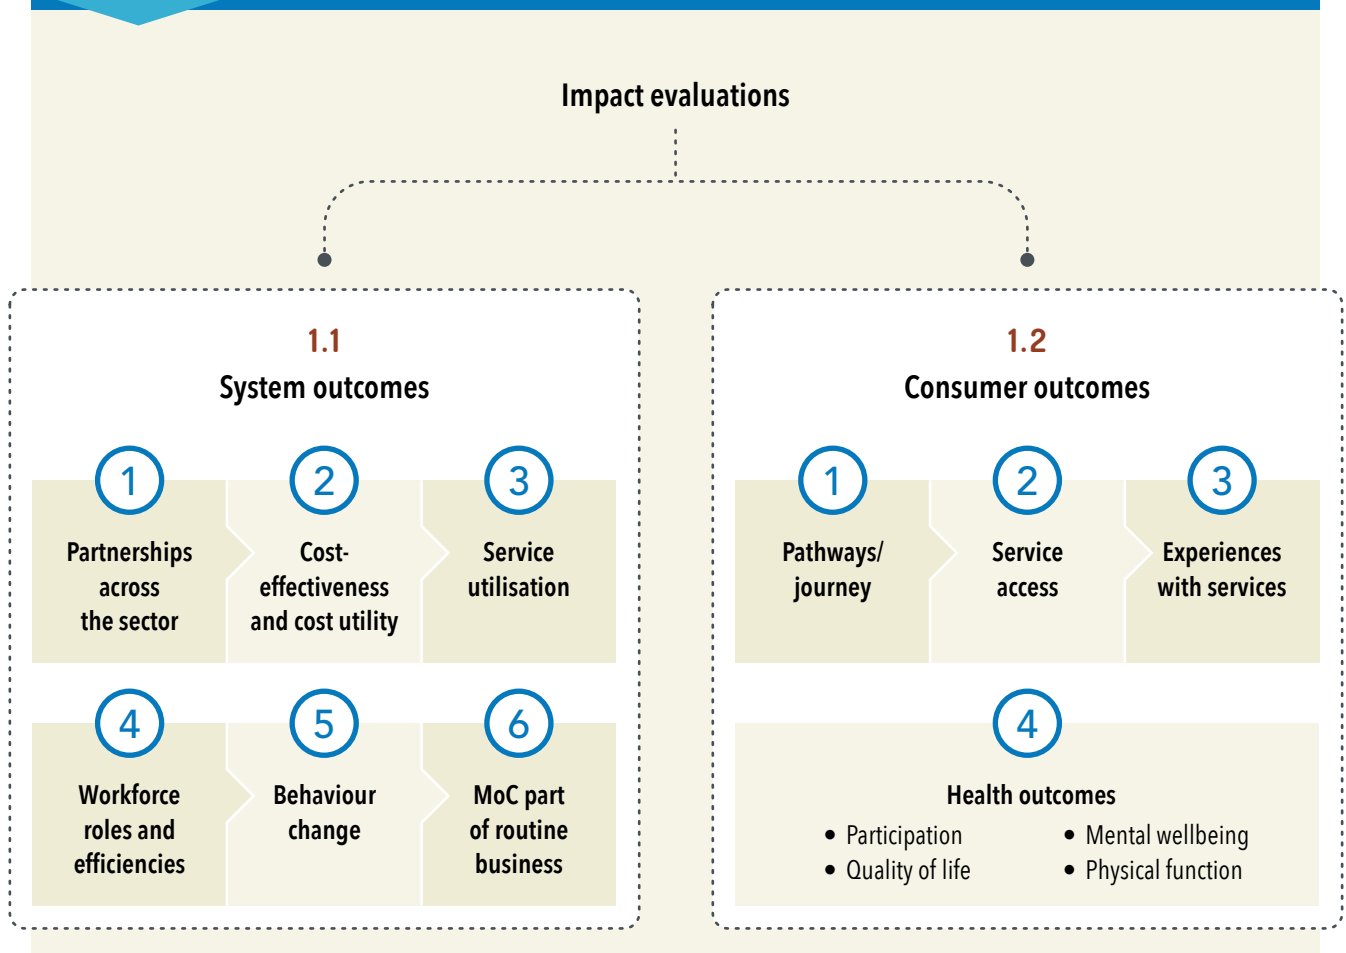 Impact evaluations
1.1
System outcomes
1
Partnerships
across
the sector
2
Cost-
effectiveness
and cost utility
3
Service
utilisation
4
Workforce
roles and
efficiencies
5
Behaviour
change
6
MoC part
of routine
business
1.2
Consumer outcomes
1
Pathways/
journey
2
Service
access
3
Experiences
with services
4
Health outcomes
• Participation
• Quality of life
• Mental wellbeing
• Physical function